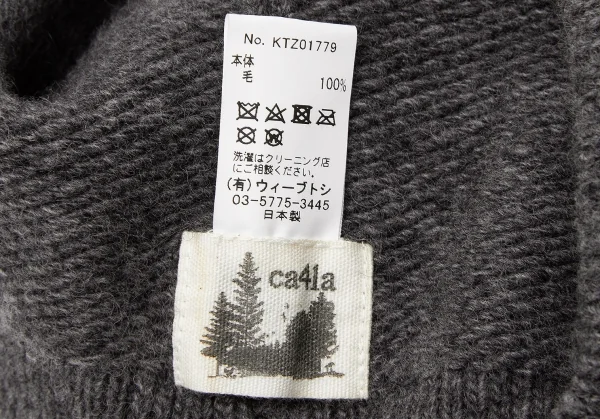 No. KTZ01779
本体
毛 100%
洗濯はクリーニング店
にご相談ください。
(有)ウィーブトシ
03-5775-3445
日本製
ca4la